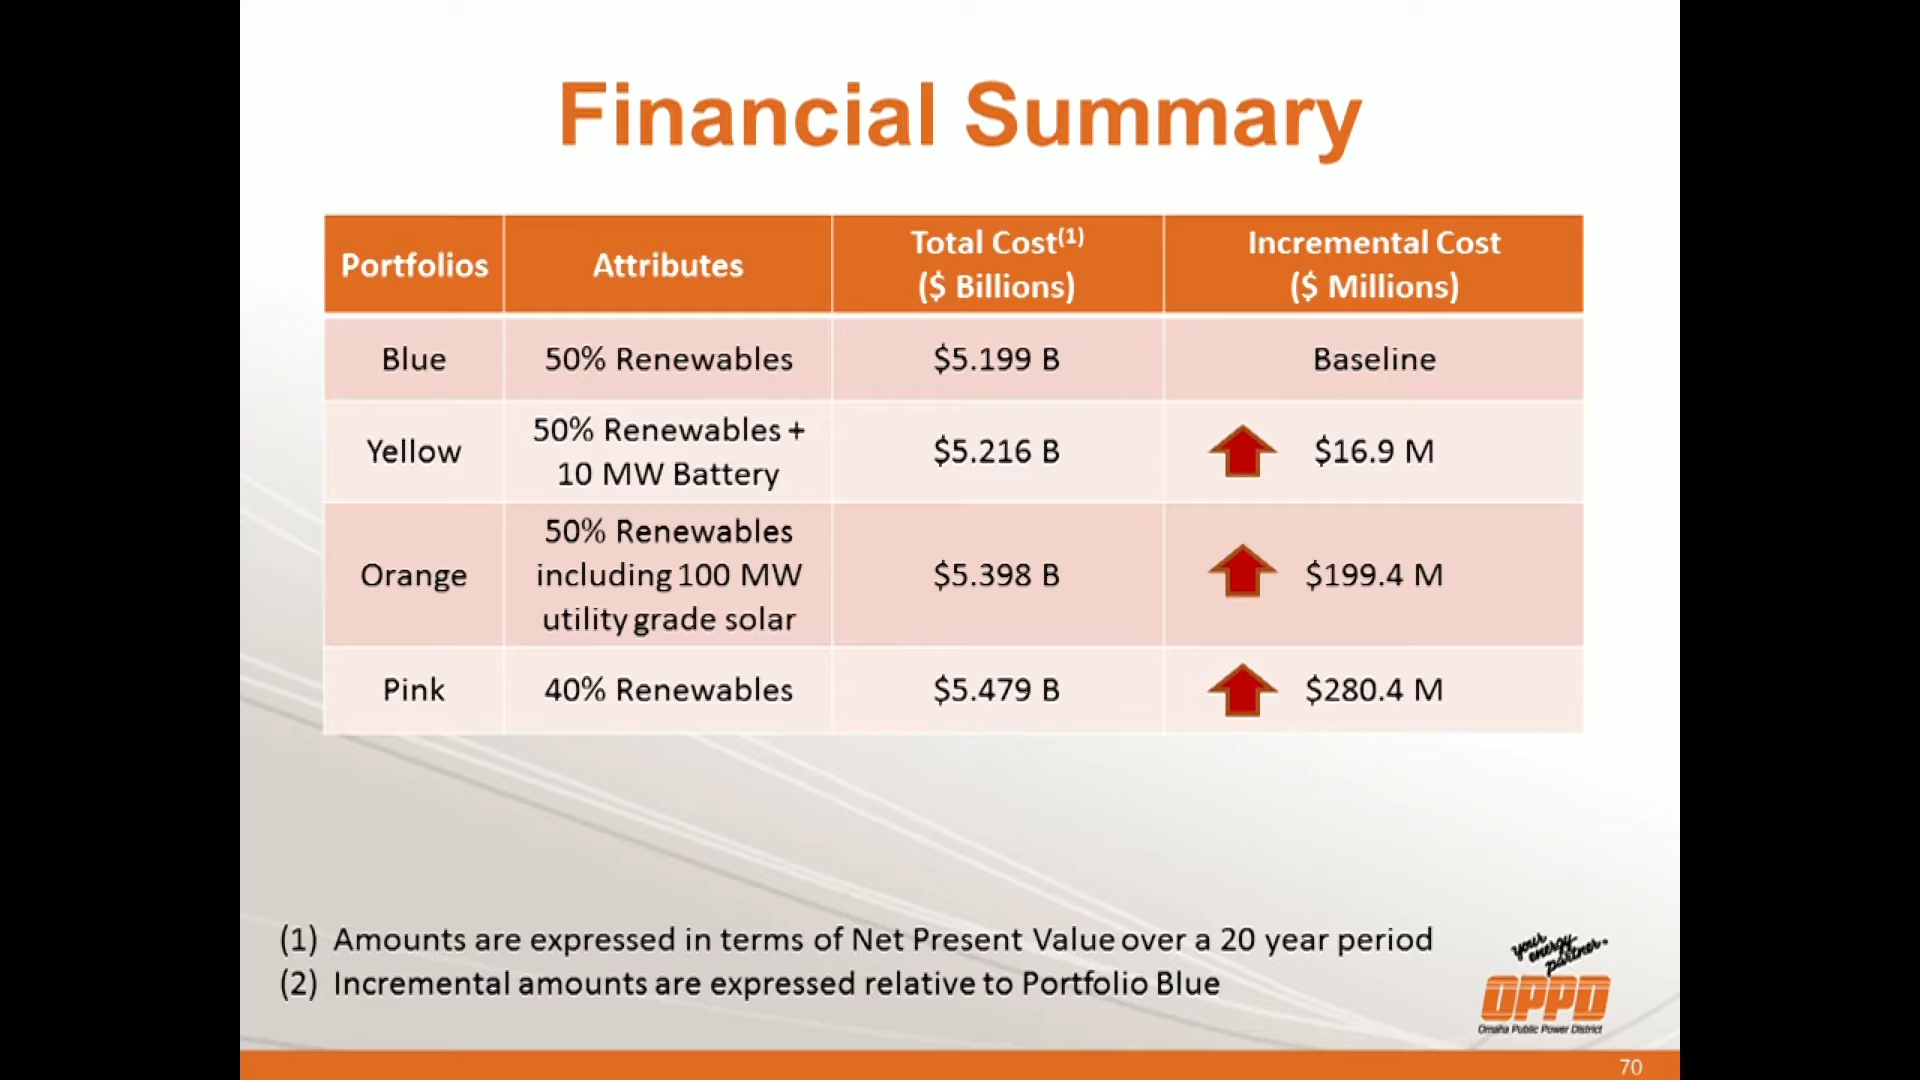 Financial Summary
Portfolios
Attributes
Total Cost(1)
($ Billions)
Incremental Cost
($ Millions)
Blue
50% Renewables
$5.199 B
Baseline
Yellow
50% Renewables +
10 MW Battery
$5.216 B
$16.9 M
Orange
50% Renewables
including 100 MW
utility grade solar
$5.398 B
$199.4 M
Pink
40% Renewables
$5.479 B
$280.4 M
(1) Amounts are expressed in terms of Net Present Value over a 20 year period
(2) Incremental amounts are expressed relative to Portfolio Blue
your
energy
partner
OPPD
Omaha Public Power District
70